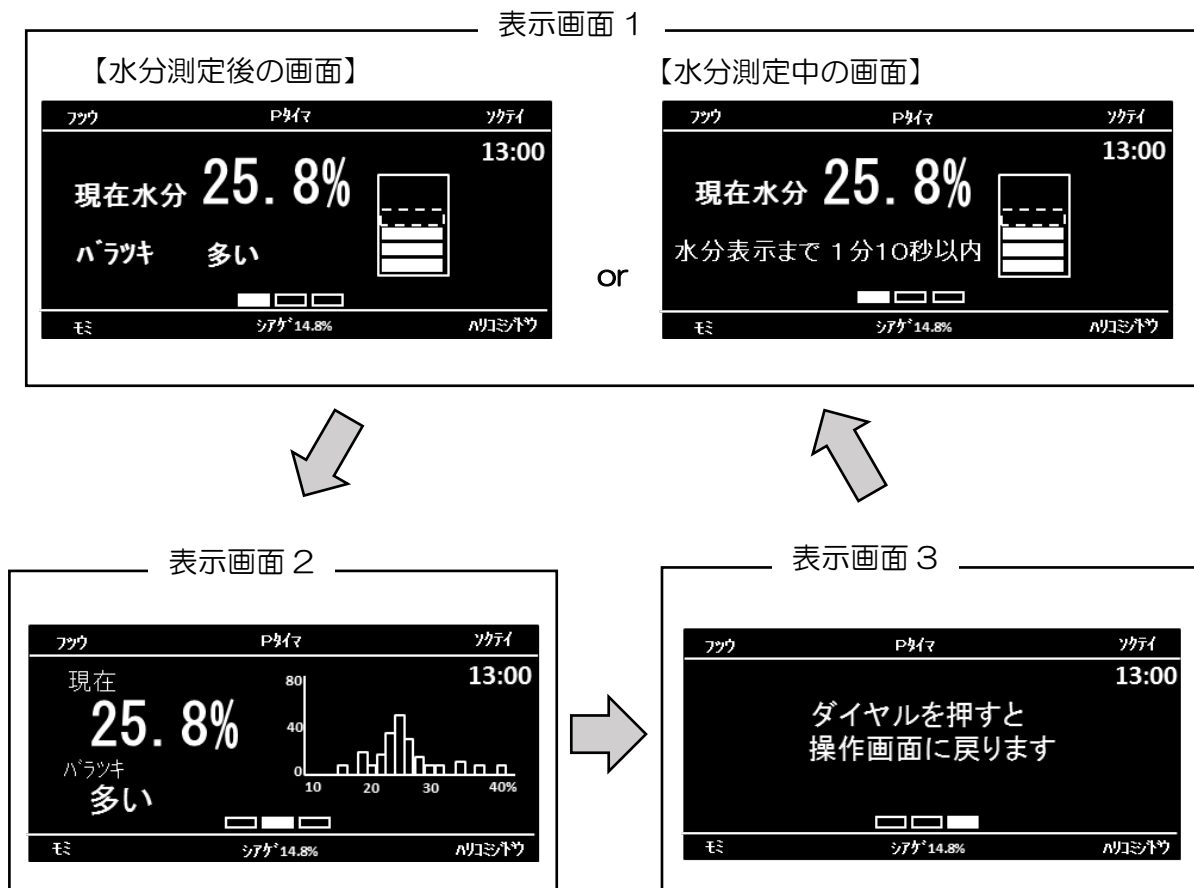 表示画面 1
【水分測定後の画面】
ﾌﾂｳ Pﾀｲﾏ ｿｸﾃｲ
13:00
現在水分 25. 8%
ﾊﾞﾗﾂｷ 多い
ﾓﾐ ｼｱｹﾞ14.8% ﾊﾘｺﾐｼﾞﾄﾞｳ
or
【水分測定中の画面】
ﾌﾂｳ Pﾀｲﾏ ｿｸﾃｲ
13:00
現在水分 25. 8%
水分表示まで 1分10秒以内
ﾓﾐ ｼｱｹﾞ14.8% ﾊﾘｺﾐｼﾞﾄﾞｳ
表示画面 2
ﾌﾂｳ Pﾀｲﾏ ｿｸﾃｲ
13:00
現在
25. 8%
ﾊﾞﾗﾂｷ
多い
80
40
0
10 20 30 40%
ﾓﾐ ｼｱｹﾞ14.8% ﾊﾘｺﾐｼﾞﾄﾞｳ
表示画面 3
ﾌﾂｳ Pﾀｲﾏ ｿｸﾃｲ
13:00
ダイヤルを押すと
操作画面に戻ります
ﾓﾐ ｼｱｹﾞ14.8% ﾊﾘｺﾐｼﾞﾄﾞｳ